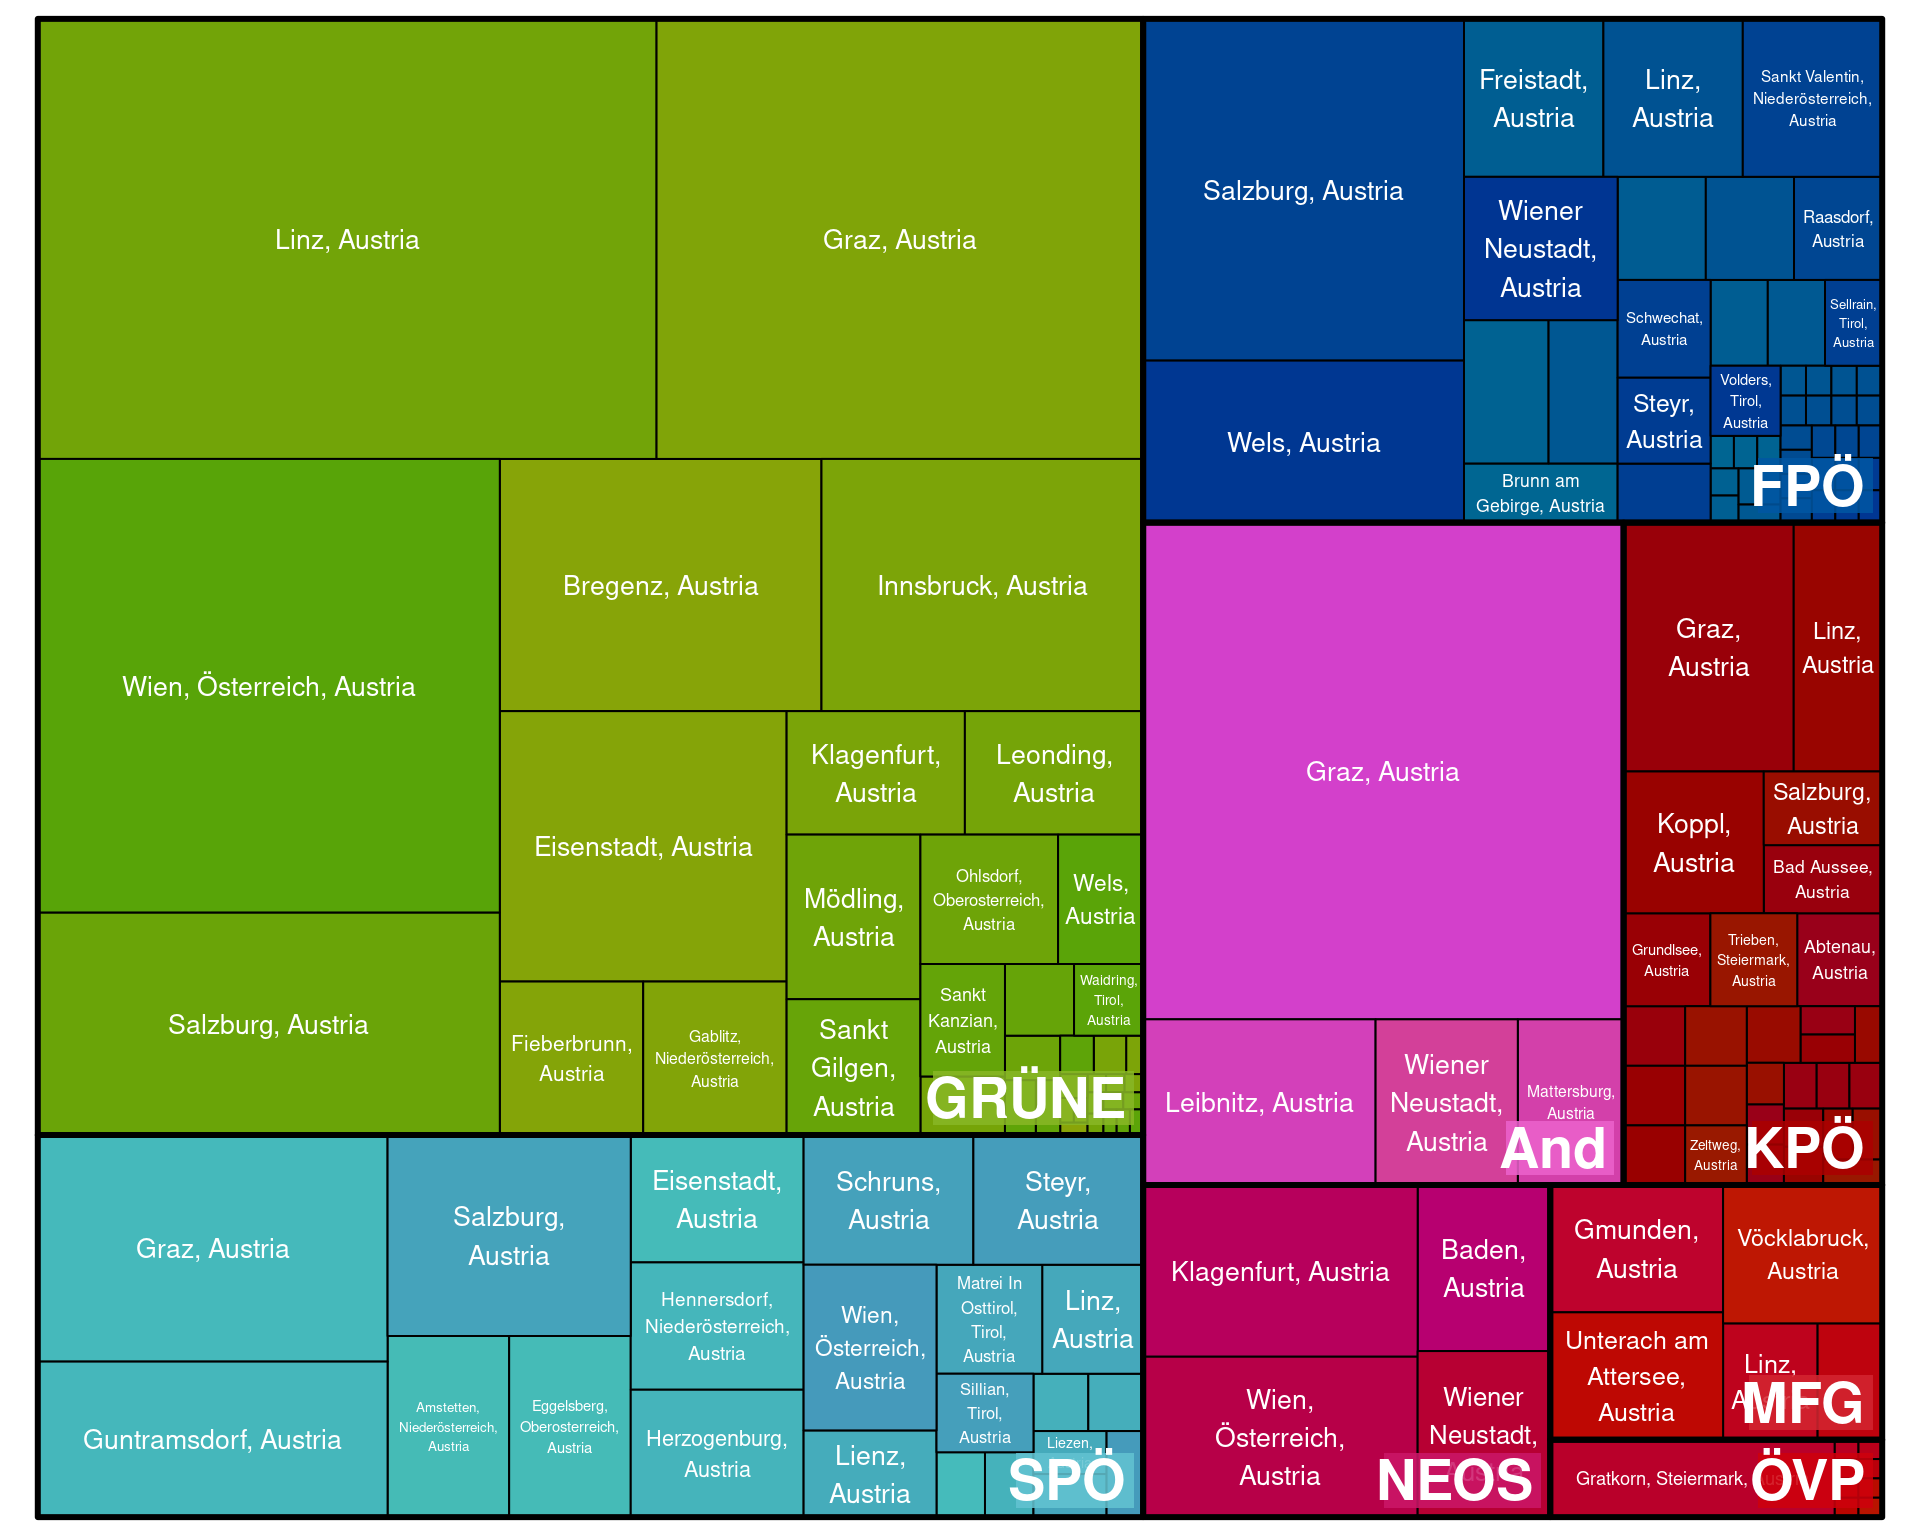 Linz, Austria
Graz, Austria
Wien, Österreich, Austria
Bregenz, Austria
Innsbruck, Austria
Eisenstadt, Austria
Klagenfurt,
Austria
Leonding,
Austria
Mödling,
Austria
Ohlsdorf,
Oberosterreich,
Austria
Wels,
Austria
Salzburg, Austria
Fieberbrunn,
Austria
Gablitz,
Niederösterreich,
Austria
Sankt
Gilgen,
Austria
Sankt
Kanzian,
Austria
Waidring,
Tirol,
Austria
GRÜNE
Graz, Austria
Guntramsdorf, Austria
Salzburg,
Austria
Amstetten,
Niederösterreich,
Austria
Eggelsberg,
Oberosterreich,
Austria
Eisenstadt,
Austria
Hennersdorf,
Niederösterreich,
Austria
Herzogenburg,
Austria
Schruns,
Austria
Steyr,
Austria
Wien,
Österreich,
Austria
Lienz,
Austria
Matrei In
Osttirol,
Tirol,
Austria
Linz,
Austria
Sillian,
Tirol,
Austria
Liezen,
SPÖ
Salzburg, Austria
Wels, Austria
Freistadt,
Austria
Linz,
Austria
Sankt Valentin,
Niederösterreich,
Austria
Wiener
Neustadt,
Austria
Raasdorf,
Austria
Schwechat,
Austria
Sellrain,
Tirol,
Austria
Steyr,
Austria
Volders,
Tirol,
Austria
Brunn am
Gebirge, Austria
FPÖ
Graz, Austria
Leibnitz, Austria
Wiener
Neustadt,
Austria
Mattersburg,
Austria
And
Graz,
Austria
Linz,
Austria
Koppl,
Austria
Salzburg,
Austria
Bad Aussee,
Austria
Grundlsee,
Austria
Trieben,
Steiermark,
Austria
Abtenau,
Austria
Zeltweg,
Austria
KPÖ
Klagenfurt, Austria
Wien,
Österreich,
Austria
Baden,
Austria
Wiener
Neustadt,
Austria
NEOS
Gmunden,
Austria
Vöcklabruck,
Austria
Unterach am
Attersee,
Austria
Linz,
MFG
Gratkorn, Steiermark,
ÖVP